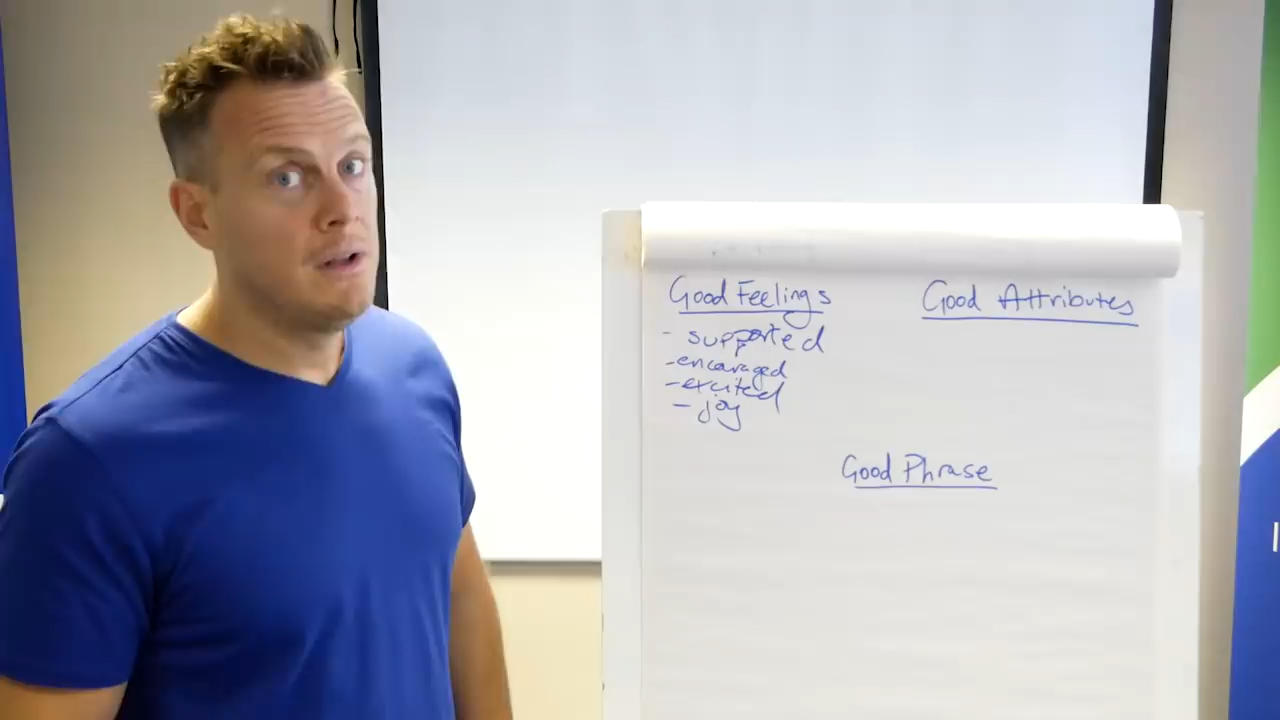 Good Feelings
- supported
- encouraged
- excited
- joy
Good Attributes
Good Phrase